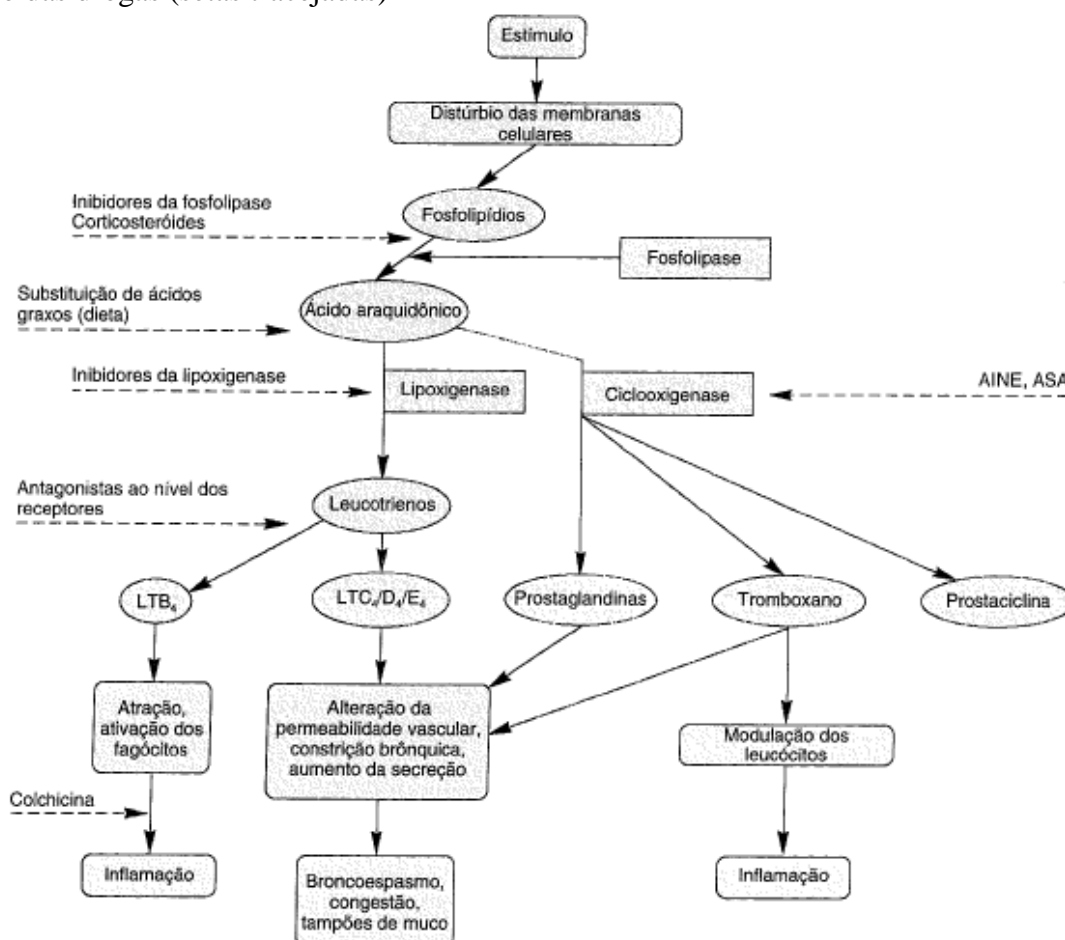 Estímulo
Distúrbio das membranas
celulares
Inibidores da fosfolipase
Corticosteróides
Fosfolipídios
Fosfolipase
Substituição de ácidos
graxos (dieta)
Ácido araquidônico
Inibidores da lipoxigenase
Lipoxigenase
Ciclooxigenase
AINE, ASA
Antagonistas ao nível dos
receptores
Leucotrienos
LTB₄
LTC₄/D₄/E₄
Prostaglandinas
Tromboxano
Prostaciclina
Atração,
ativação dos
fagócitos
Alteração da
permeabilidade vascular,
constrição brônquica,
aumento da secreção
Modulação dos
leucócitos
Colchicina
Inflamação
Broncoespasmo,
congestão,
tampões de muco
Inflamação